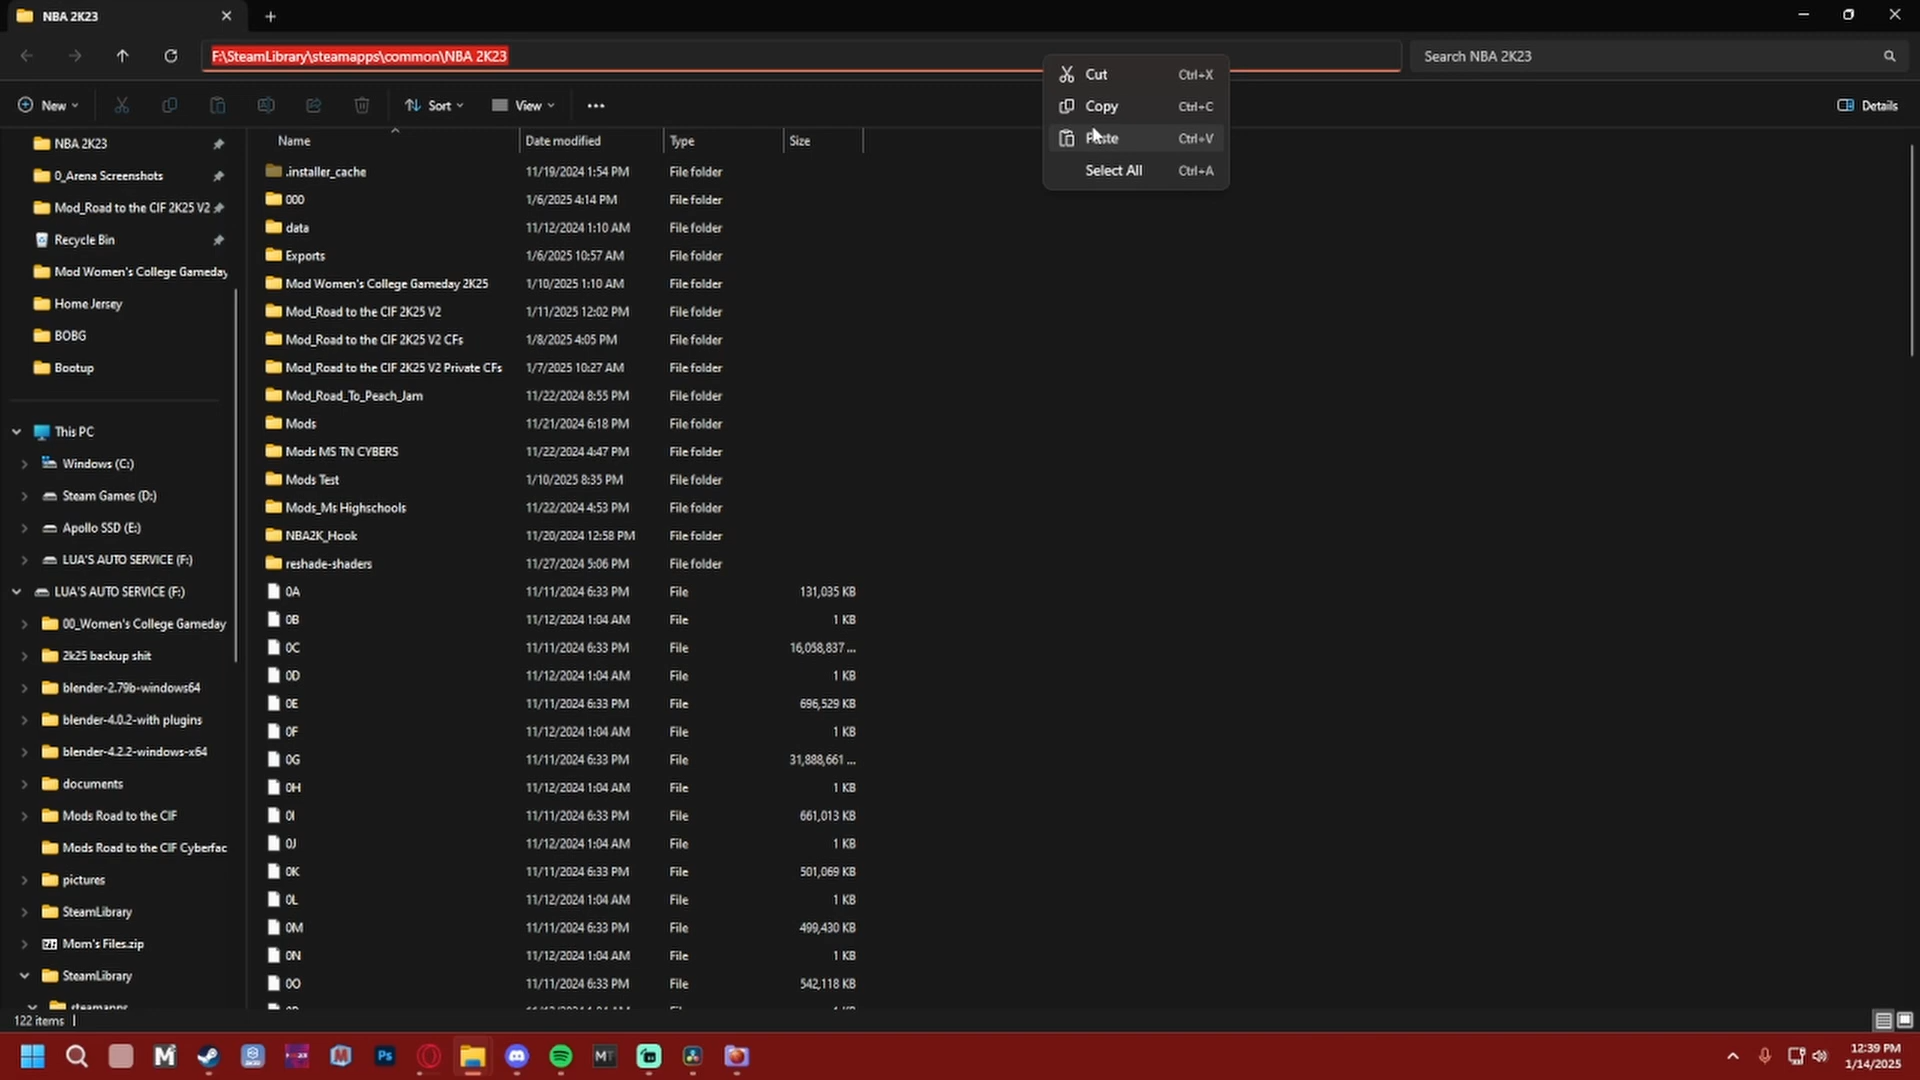 NBA 2K23
F:\SteamLibrary\steamapps\common\NBA 2K23
Search NBA 2K23
Cut Ctrl+X
Copy Ctrl+C
Paste Ctrl+V
Select All Ctrl+A
New
Sort
View
Details
NBA 2K23
0_Arena Screenshots
Mod_Road to the CIF 2K25 V2
Recycle Bin
Mod Women's College Gameday
Home Jersey
BOBG
Bootup
This PC
Windows (C:)
Steam Games (D:)
Apollo SSD (E:)
LUA'S AUTO SERVICE (F:)
LUA'S AUTO SERVICE (F:)
00_Women's College Gameday
2k25 backup shit
blender-2.79b-windows64
blender-4.0.2-with plugins
blender-4.2.2-windows-x64
documents
Mods Road to the CIF
Mods Road to the CIF Cyberfac
pictures
SteamLibrary
Mom's Files.zip
SteamLibrary
steamapps
Name Date modified Type Size
.installer_cache 11/19/2024 1:54 PM File folder
000 1/6/2025 4:14 PM File folder
data 11/12/2024 1:10 AM File folder
Exports 1/6/2025 10:57 AM File folder
Mod Women's College Gameday 2K25 1/10/2025 1:10 AM File folder
Mod_Road to the CIF 2K25 V2 1/11/2025 12:02 PM File folder
Mod_Road to the CIF 2K25 V2 CFs 1/8/2025 4:05 PM File folder
Mod_Road to the CIF 2K25 V2 Private CFs 1/7/2025 10:27 AM File folder
Mod_Road_To_Peach_Jam 11/22/2024 8:55 PM File folder
Mods 11/21/2024 6:18 PM File folder
Mods MS TN CYBERS 11/22/2024 4:47 PM File folder
Mods Test 1/10/2025 8:35 PM File folder
Mods_Ms Highschools 11/22/2024 4:53 PM File folder
NBA2K_Hook 11/20/2024 12:58 PM File folder
reshade-shaders 11/27/2024 5:06 PM File folder
0A 11/11/2024 6:33 PM File 131,035 KB
0B 11/12/2024 1:04 AM File 1 KB
0C 11/11/2024 6:33 PM File 16,058,837 ...
0D 11/12/2024 1:04 AM File 1 KB
0E 11/11/2024 6:33 PM File 696,529 KB
0F 11/12/2024 1:04 AM File 1 KB
0G 11/11/2024 6:33 PM File 31,888,661 ...
0H 11/12/2024 1:04 AM File 1 KB
0I 11/11/2024 6:33 PM File 661,013 KB
0J 11/12/2024 1:04 AM File 1 KB
0K 11/11/2024 6:33 PM File 501,069 KB
0L 11/12/2024 1:04 AM File 1 KB
0M 11/11/2024 6:33 PM File 499,430 KB
0N 11/12/2024 1:04 AM File 1 KB
0O 11/11/2024 6:33 PM File 542,118 KB
122 items
Ps
MT
12:39 PM
1/14/2025